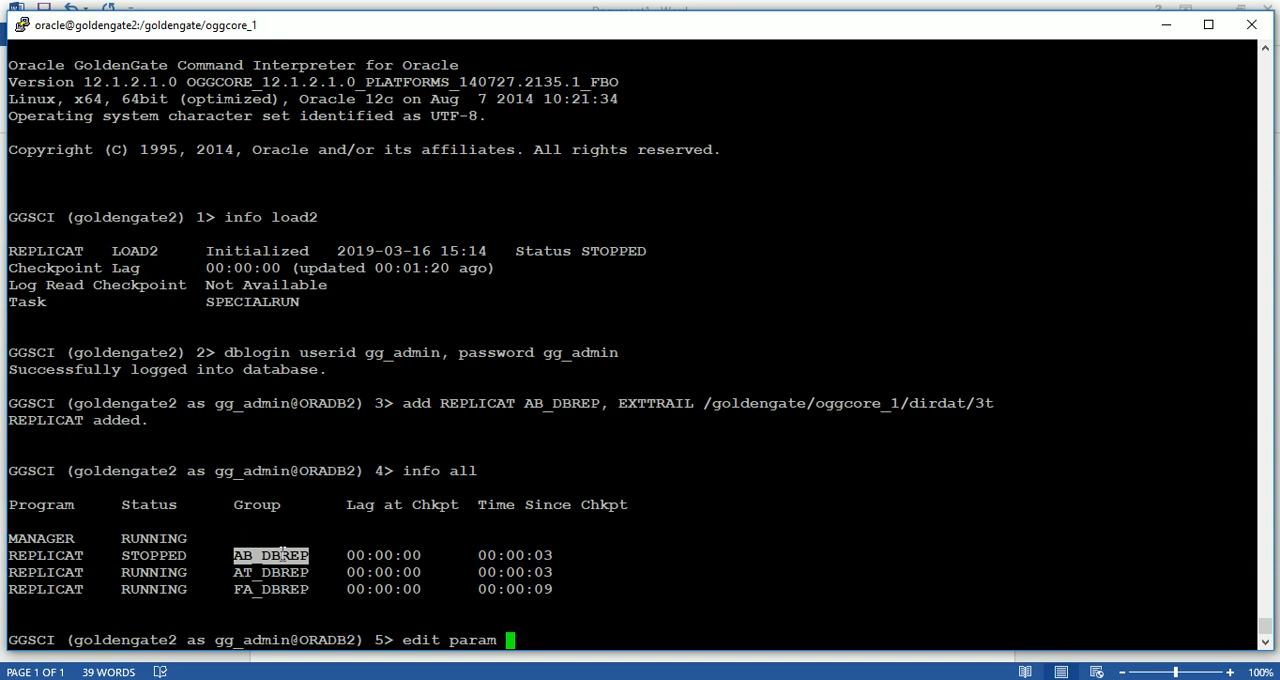 oracle@goldengate2:/goldengate/oggcore_1
Oracle GoldenGate Command Interpreter for Oracle
Version 12.1.2.1.0 OGGCORE_12.1.2.1.0_PLATFORMS_140727.2135.1_FBO
Linux, x64, 64bit (optimized), Oracle 12c on Aug  7 2014 10:21:34
Operating system character set identified as UTF-8.
Copyright (C) 1995, 2014, Oracle and/or its affiliates. All rights reserved.
GGSCI (goldengate2) 1> info load2
REPLICAT   LOAD2     Initialized   2019-03-16 15:14   Status STOPPED
Checkpoint Lag       00:00:00 (updated 00:01:20 ago)
Log Read Checkpoint  Not Available
Task                 SPECIALRUN
GGSCI (goldengate2) 2> dblogin userid gg_admin, password gg_admin
Successfully logged into database.
GGSCI (goldengate2 as gg_admin@ORADB2) 3> add REPLICAT AB_DBREP, EXTTRAIL /goldengate/oggcore_1/dirdat/3t
REPLICAT added.
GGSCI (goldengate2 as gg_admin@ORADB2) 4> info all
Program     Status      Group       Lag at Chkpt  Time Since Chkpt
MANAGER     RUNNING
REPLICAT    STOPPED     AB_DBREP    00:00:00      00:00:03
REPLICAT    RUNNING     AT_DBREP    00:00:00      00:00:03
REPLICAT    RUNNING     FA_DBREP    00:00:00      00:00:09
GGSCI (goldengate2 as gg_admin@ORADB2) 5> edit param
PAGE 1 OF 1   39 WORDS   100%